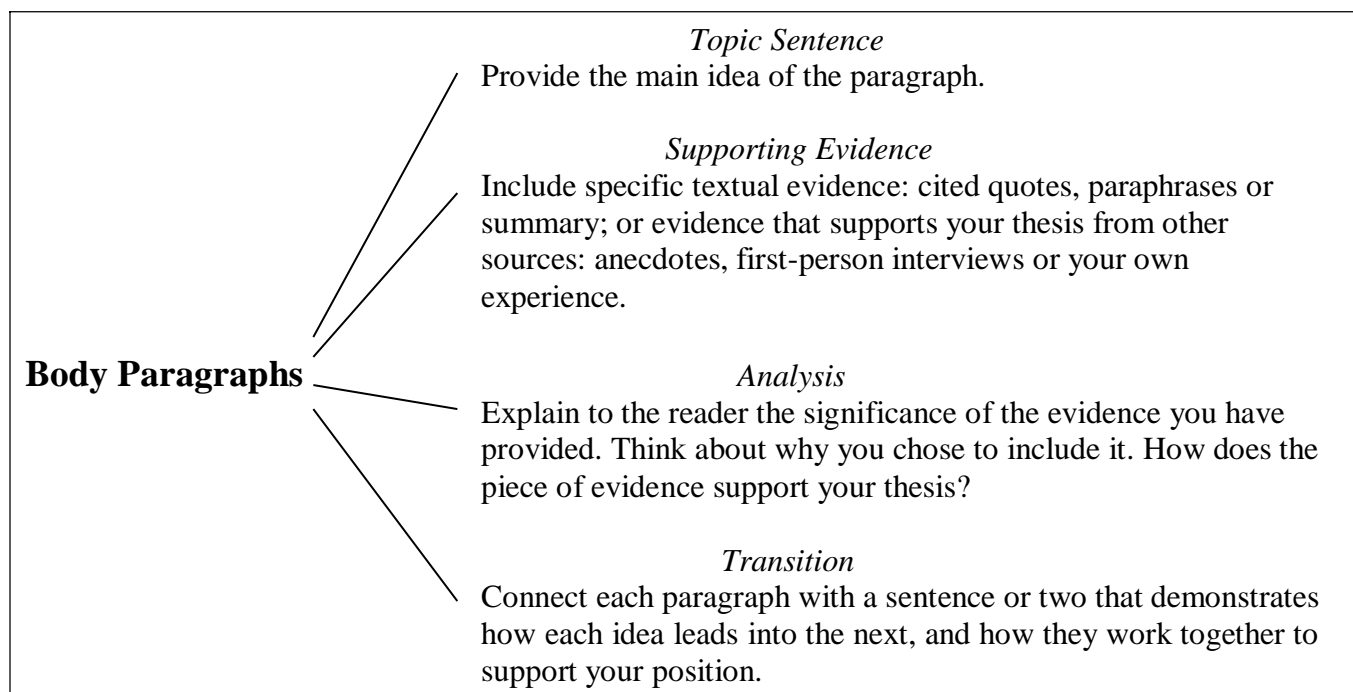 Topic Sentence
Provide the main idea of the paragraph.
Supporting Evidence
Include specific textual evidence: cited quotes, paraphrases or
summary; or evidence that supports your thesis from other
sources: anecdotes, first-person interviews or your own
experience.
Body Paragraphs
Analysis
Explain to the reader the significance of the evidence you have
provided. Think about why you chose to include it. How does the
piece of evidence support your thesis?
Transition
Connect each paragraph with a sentence or two that demonstrates
how each idea leads into the next, and how they work together to
support your position.